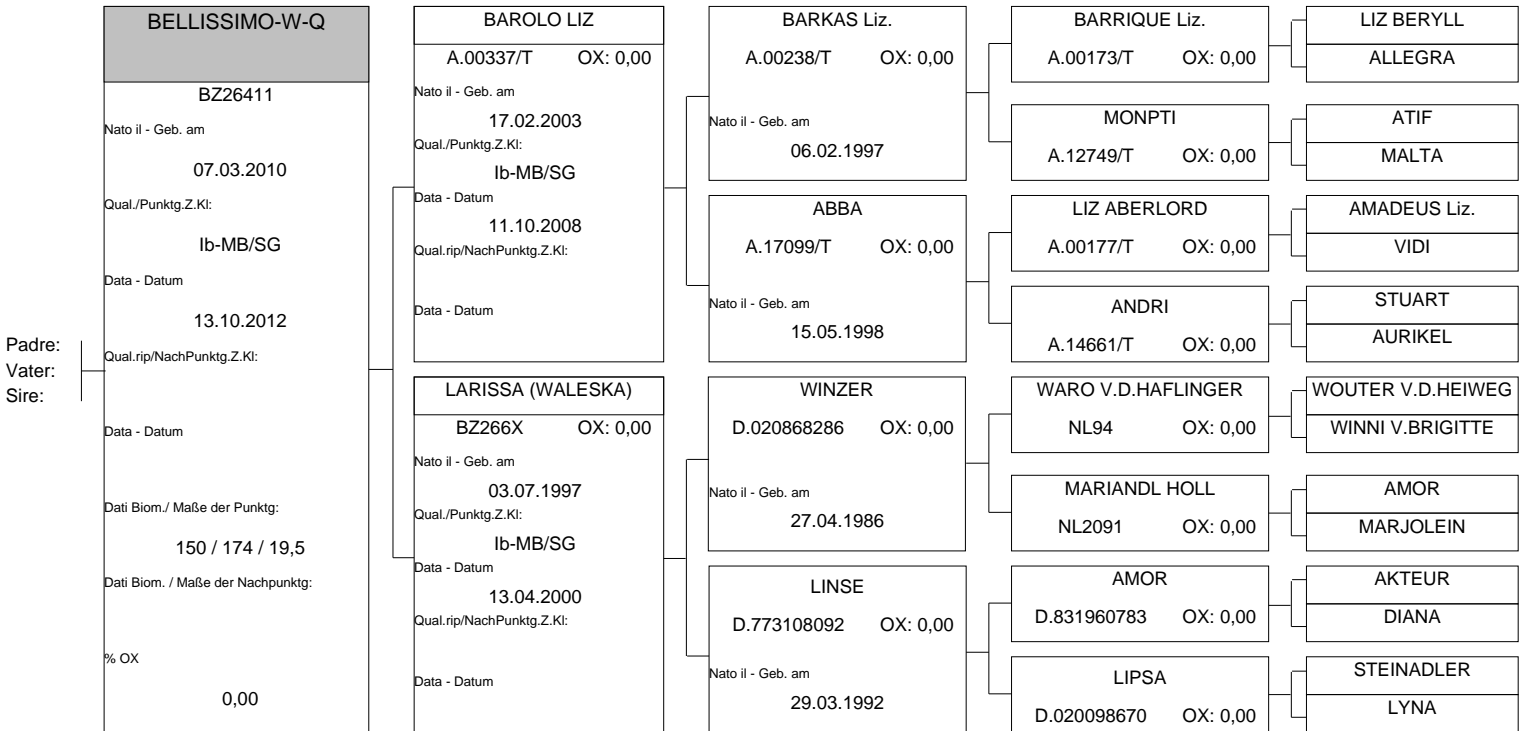 Padre:
Vater:
Sire:
BELLISSIMO-W-Q
BZ26411
Nato il - Geb. am
07.03.2010
Qual./Punktg.Z.Kl:
Ib-MB/SG
Data - Datum
13.10.2012
Qual.rip/NachPunktg.Z.Kl:
Data - Datum
Dati Biom./ Maße der Punktg:
150 / 174 / 19,5
Dati Biom. / Maße der Nachpunktg:
% OX
0,00
BAROLO LIZ
A.00337/T OX: 0,00
Nato il - Geb. am
17.02.2003
Qual./Punktg.Z.Kl:
Ib-MB/SG
Data - Datum
11.10.2008
Qual.rip/NachPunktg.Z.Kl:
Data - Datum
LARISSA (WALESKA)
BZ266X OX: 0,00
Nato il - Geb. am
03.07.1997
Qual./Punktg.Z.Kl:
Ib-MB/SG
Data - Datum
13.04.2000
Qual.rip/NachPunktg.Z.Kl:
Data - Datum
BARKAS Liz.
A.00238/T OX: 0,00
Nato il - Geb. am
06.02.1997
ABBA
A.17099/T OX: 0,00
Nato il - Geb. am
15.05.1998
WINZER
D.020868286 OX: 0,00
Nato il - Geb. am
27.04.1986
LINSE
D.773108092 OX: 0,00
Nato il - Geb. am
29.03.1992
BARRIQUE Liz.
A.00173/T OX: 0,00
MONPTI
A.12749/T OX: 0,00
LIZ ABERLORD
A.00177/T OX: 0,00
ANDRI
A.14661/T OX: 0,00
WARO V.D.HAFLINGER
NL94 OX: 0,00
MARIANDL HOLL
NL2091 OX: 0,00
AMOR
D.831960783 OX: 0,00
LIPSA
D.020098670 OX: 0,00
LIZ BERYLL
ALLEGRA
ATIF
MALTA
AMADEUS Liz.
VIDI
STUART
AURIKEL
WOUTER V.D.HEIWEG
WINNI V.BRIGITTE
AMOR
MARJOLEIN
AKTEUR
DIANA
STEINADLER
LYNA